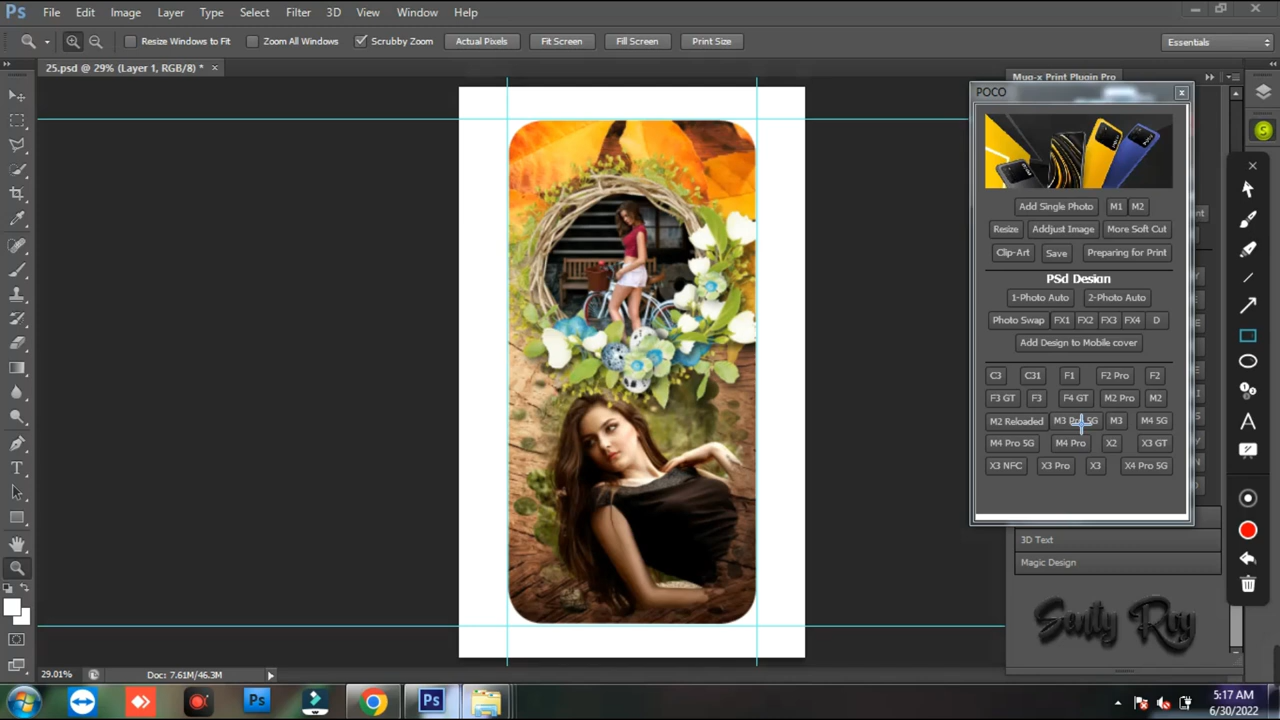 Ps File Edit Image Layer Type Select Filter 3D View Window Help
Resize Windows to Fit Zoom All Windows Scrubby Zoom Actual Pixels Fit Screen Fill Screen Print Size Essentials
25.psd @ 29% (Layer 1, RGB/8) * ×
Mug-x Print Plugin Pro
POCO
Add Single Photo M1 M2
Resize Addjust Image More Soft Cut
Clip-Art Save Preparing for Print
PSd Design
1-Photo Auto 2-Photo Auto
Photo Swap FX1 FX2 FX3 FX4 D
Add Design to Mobile cover
C3 C31 F1 F2 Pro F2
F3 GT F3 F4 GT M2 Pro M2
M2 Reloaded M3 Pro 5G M3 M4 5G
M4 Pro 5G M4 Pro X2 X3 GT
X3 NFC X3 Pro X3 X4 Pro 5G
3D Text
Magic Design
29.01% Doc: 7.61M/46.3M
5:17 AM
6/30/2022